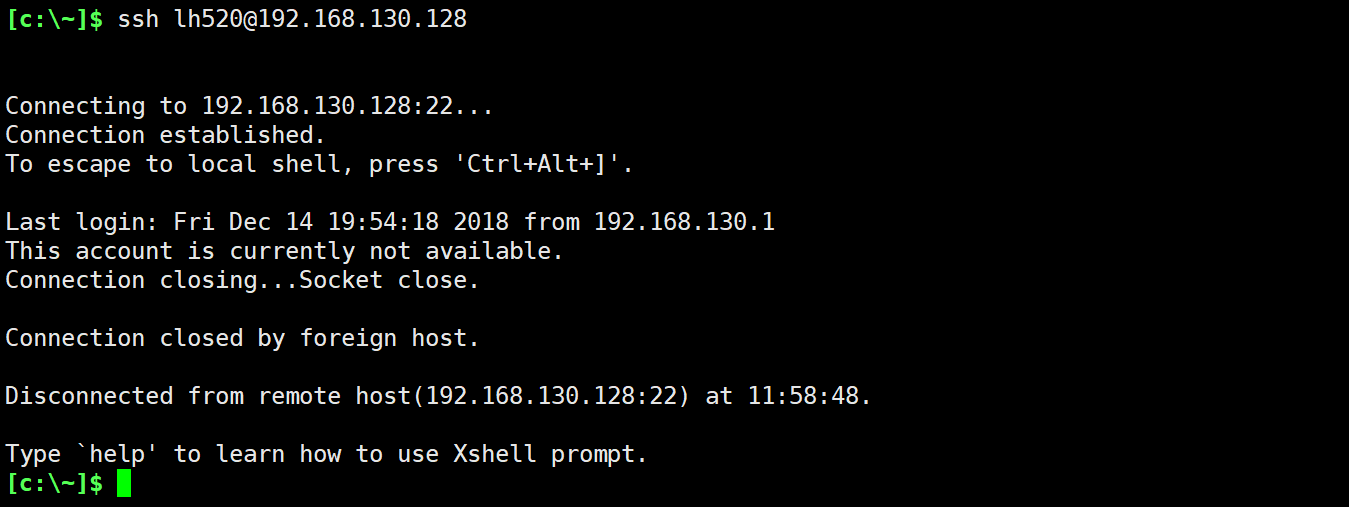 [c:\~]$ ssh lh520@192.168.130.128
Connecting to 192.168.130.128:22...
Connection established.
To escape to local shell, press 'Ctrl+Alt+]'.
Last login: Fri Dec 14 19:54:18 2018 from 192.168.130.1
This account is currently not available.
Connection closing...Socket close.
Connection closed by foreign host.
Disconnected from remote host(192.168.130.128:22) at 11:58:48.
Type `help' to learn how to use Xshell prompt.
[c:\~]$